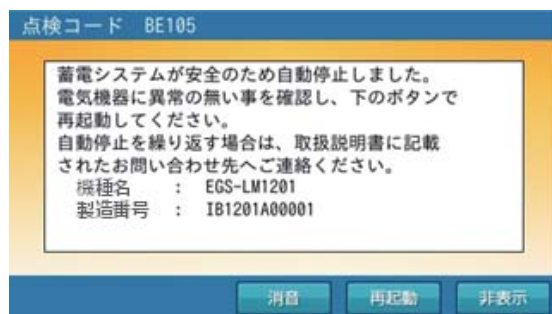 点検コード BE105
蓄電システムが安全のため自動停止しました。
電気機器に異常の無い事を確認し、下のボタンで
再起動してください。
自動停止を繰り返す場合は、取扱説明書に記載
されたお問い合わせ先へご連絡ください。
機種名 : EGS-LM1201
製造番号 : IB1201A00001
消音 再起動 非表示